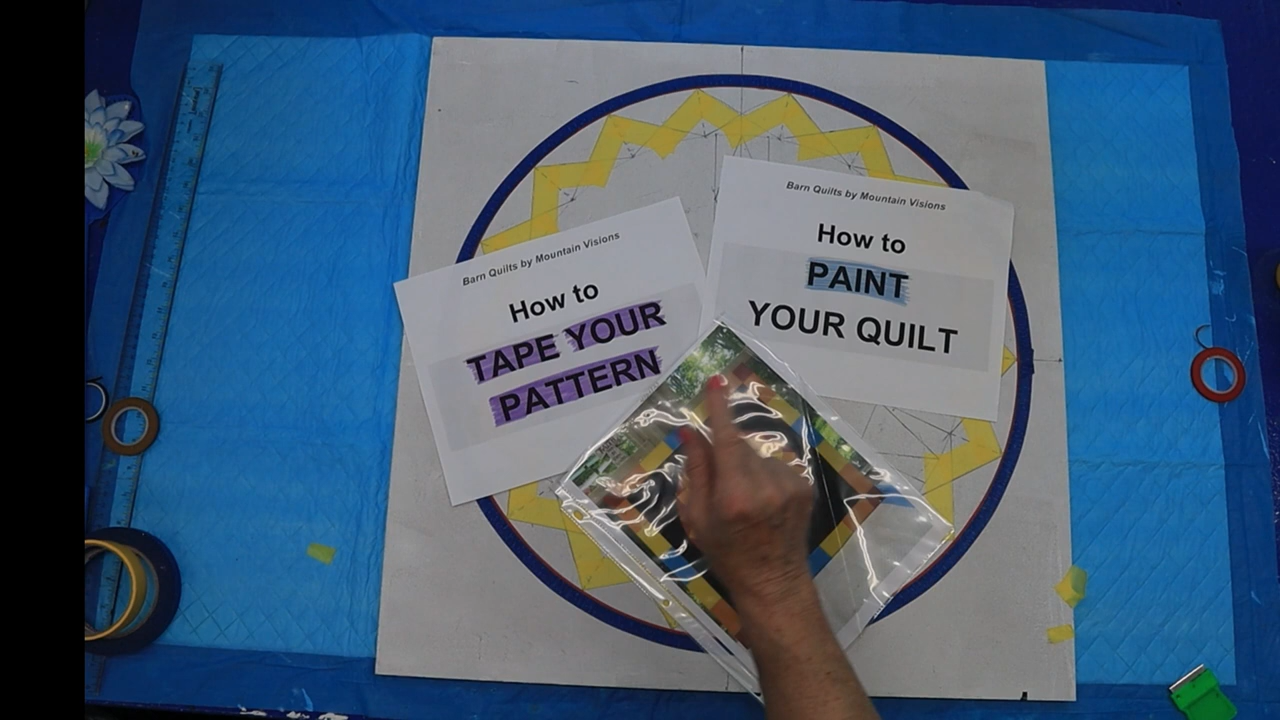 Barn Quilts by Mountain Visions
How to
TAPE YOUR
PATTERN
Barn Quilts by Mountain Visions
How to
PAINT
YOUR QUILT